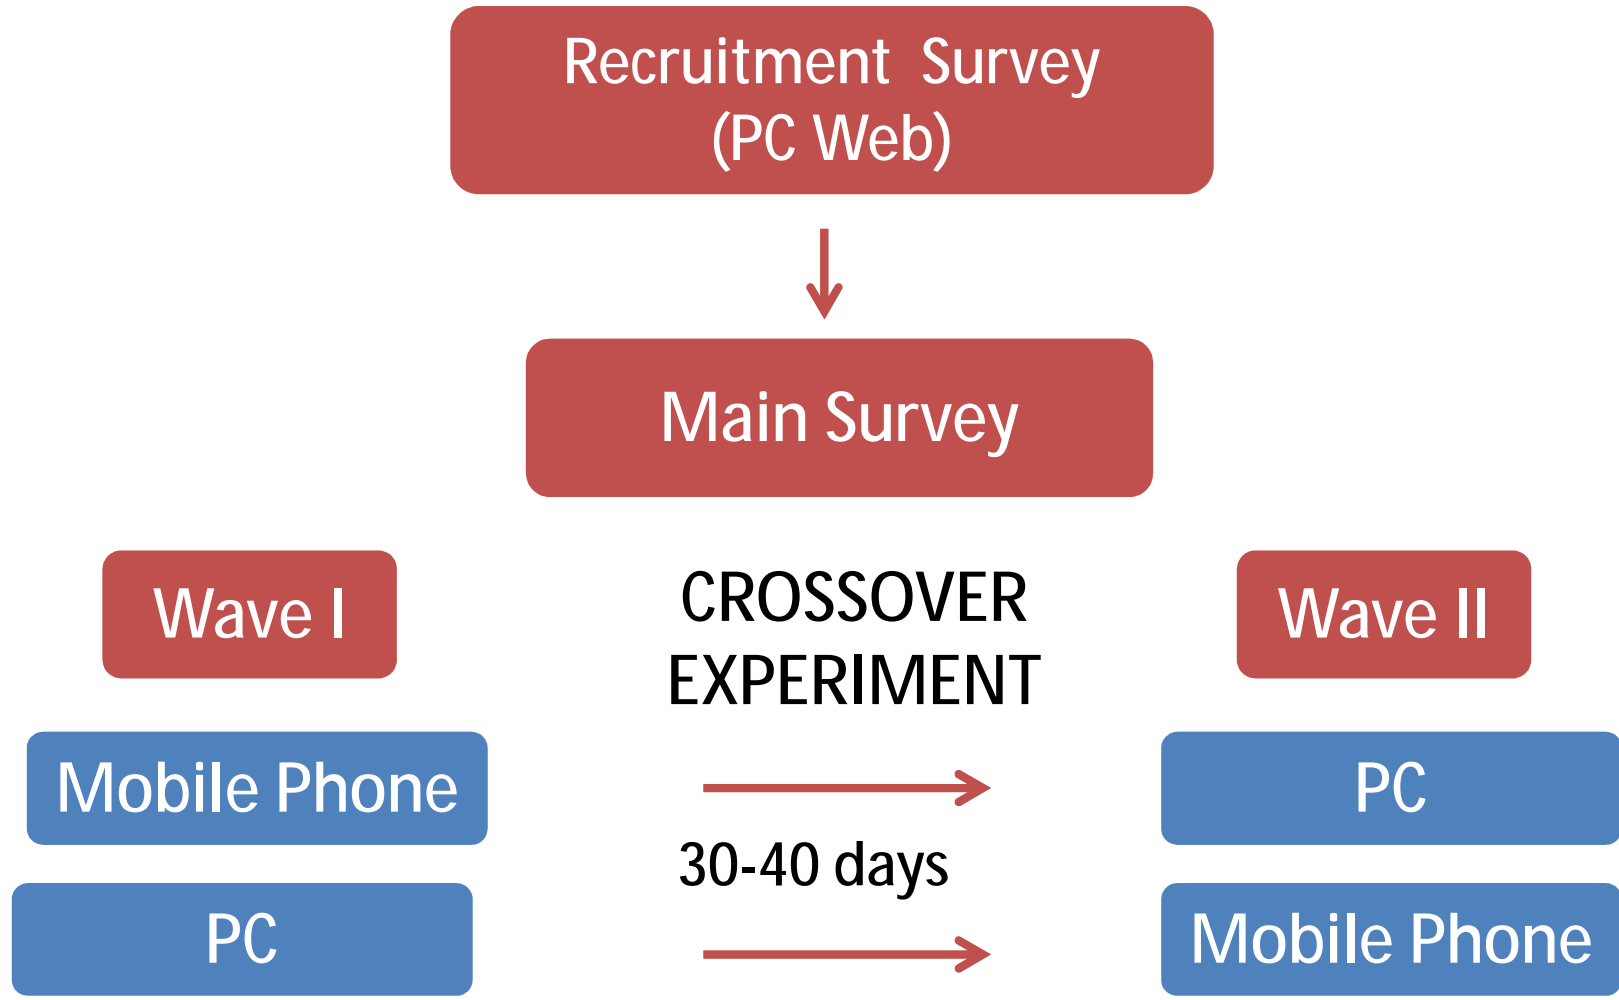 Recruitment Survey
(PC Web)
Main Survey
Wave I
CROSSOVER
EXPERIMENT
Wave II
Mobile Phone
PC
30-40 days
PC
Mobile Phone